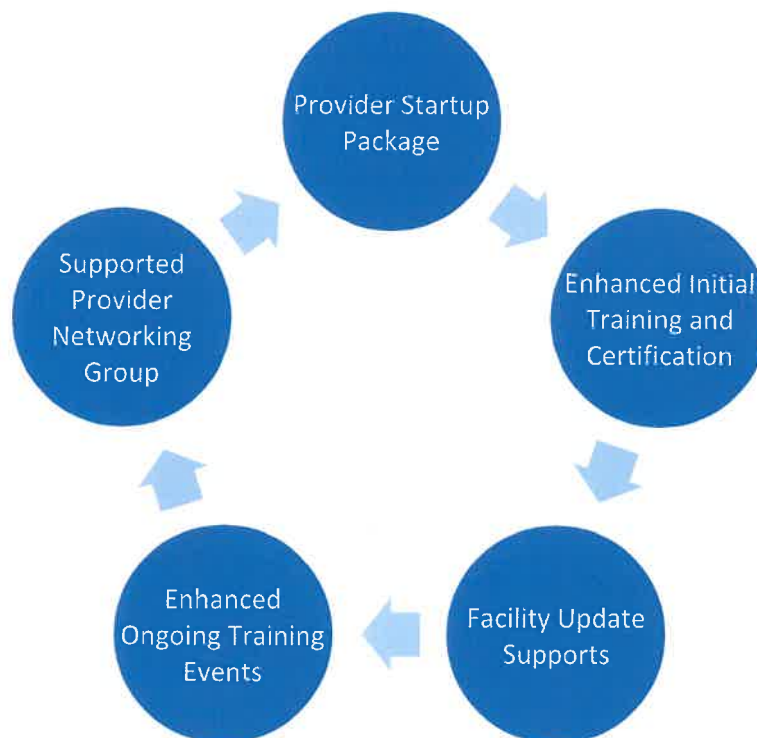 Provider Startup
Package
Enhanced Initial
Training and
Certification
Facility Update
Supports
Enhanced
Ongoing Training
Events
Supported
Provider
Networking
Group